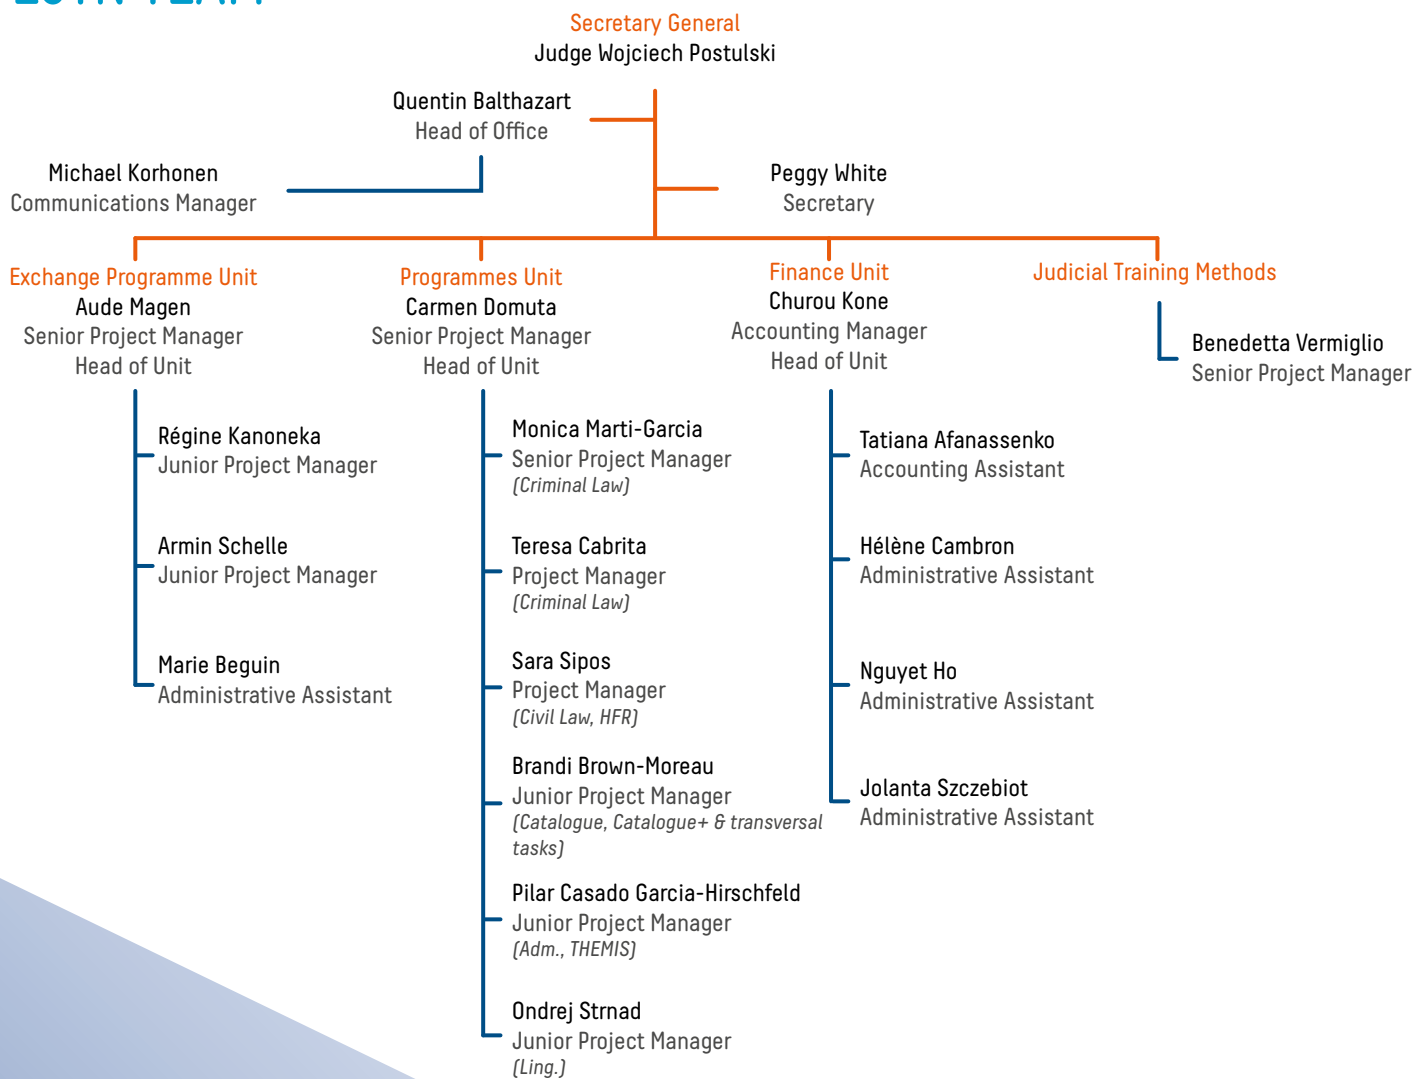 Secretary General
Judge Wojciech Postulski
Quentin Balthazart
Head of Office
Michael Korhonen
Communications Manager
Peggy White
Secretary
Exchange Programme Unit
Aude Magen
Senior Project Manager
Head of Unit
Régine Kanoneka
Junior Project Manager
Armin Schelle
Junior Project Manager
Marie Beguin
Administrative Assistant
Programmes Unit
Carmen Domuta
Senior Project Manager
Head of Unit
Monica Marti-Garcia
Senior Project Manager
(Criminal Law)
Teresa Cabrita
Project Manager
(Criminal Law)
Sara Sipos
Project Manager
(Civil Law, HFR)
Brandi Brown-Moreau
Junior Project Manager
(Catalogue, Catalogue+ & transversal
tasks)
Pilar Casado Garcia-Hirschfeld
Junior Project Manager
(Adm., THEMIS)
Ondrej Strnad
Junior Project Manager
(Ling.)
Finance Unit
Churou Kone
Accounting Manager
Head of Unit
Tatiana Afanassenko
Accounting Assistant
Hélène Cambron
Administrative Assistant
Nguyet Ho
Administrative Assistant
Jolanta Szczebiot
Administrative Assistant
Judicial Training Methods
Benedetta Vermiglio
Senior Project Manager